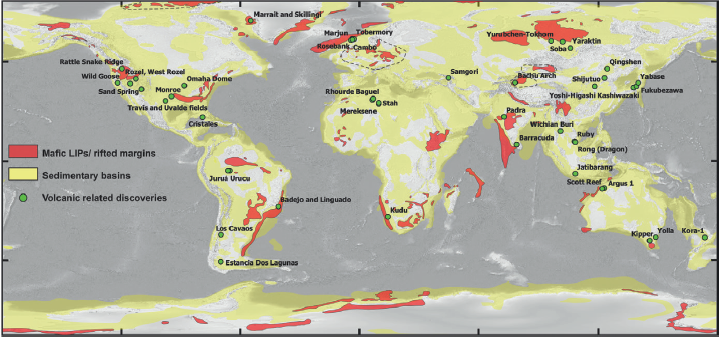 Marrait and Skillingi
Marjun
Tobermory
Rosebank
Cambo
Yurubchen-Tokhom
Soba
Yaraktin
Rattle Snake Ridge
Rozel, West Rozel
Wild Goose
Omaha Dome
Sand Spring
Monroe
Travis and Uvalde fields
Cristales
Samgori
Qingshen
Bachu Arch
Shijutuo
Yabase
Fukubezawa
Yoshi-Higashi Kashiwazaki
Rhourde Baguel
Stah
Mereksene
Padra
Wichian Buri
Barracuda
Ruby
Rong (Dragon)
Mafic LIPs/ rifted margins
Sedimentary basins
Volcanic related discoveries
Juruá Urucu
Jatibarang
Scott Reef
Argus 1
Badejo and Linguado
Kudu
Los Cavaos
Kipper
Yolla
Kora-1
Estancia Dos Lagunas